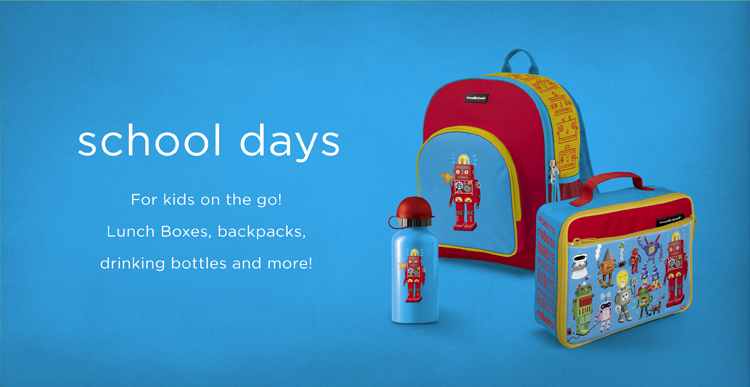 school days
For kids on the go!
Lunch Boxes, backpacks,
drinking bottles and more!